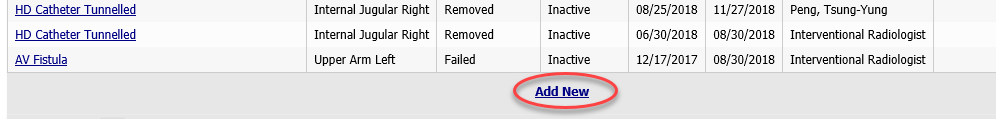 HD Catheter Tunnelled Internal Jugular Right Removed Inactive 08/25/2018 11/27/2018 Peng, Tsung-Yung
HD Catheter Tunnelled Internal Jugular Right Removed Inactive 06/30/2018 08/30/2018 Interventional Radiologist
AV Fistula Upper Arm Left Failed Inactive 12/17/2017 08/30/2018 Interventional Radiologist
Add New